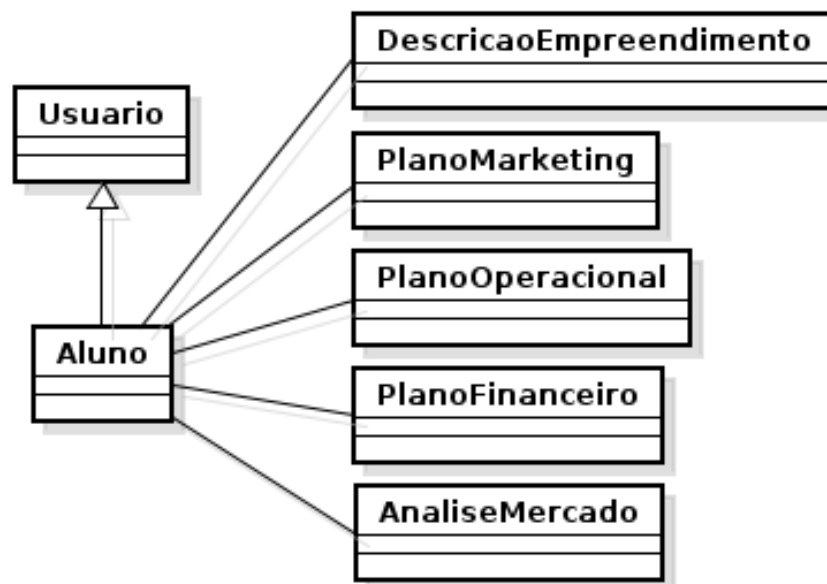 DescricaoEmpreendimento
Usuario
PlanoMarketing
PlanoOperacional
Aluno
PlanoFinanceiro
AnaliseMercado